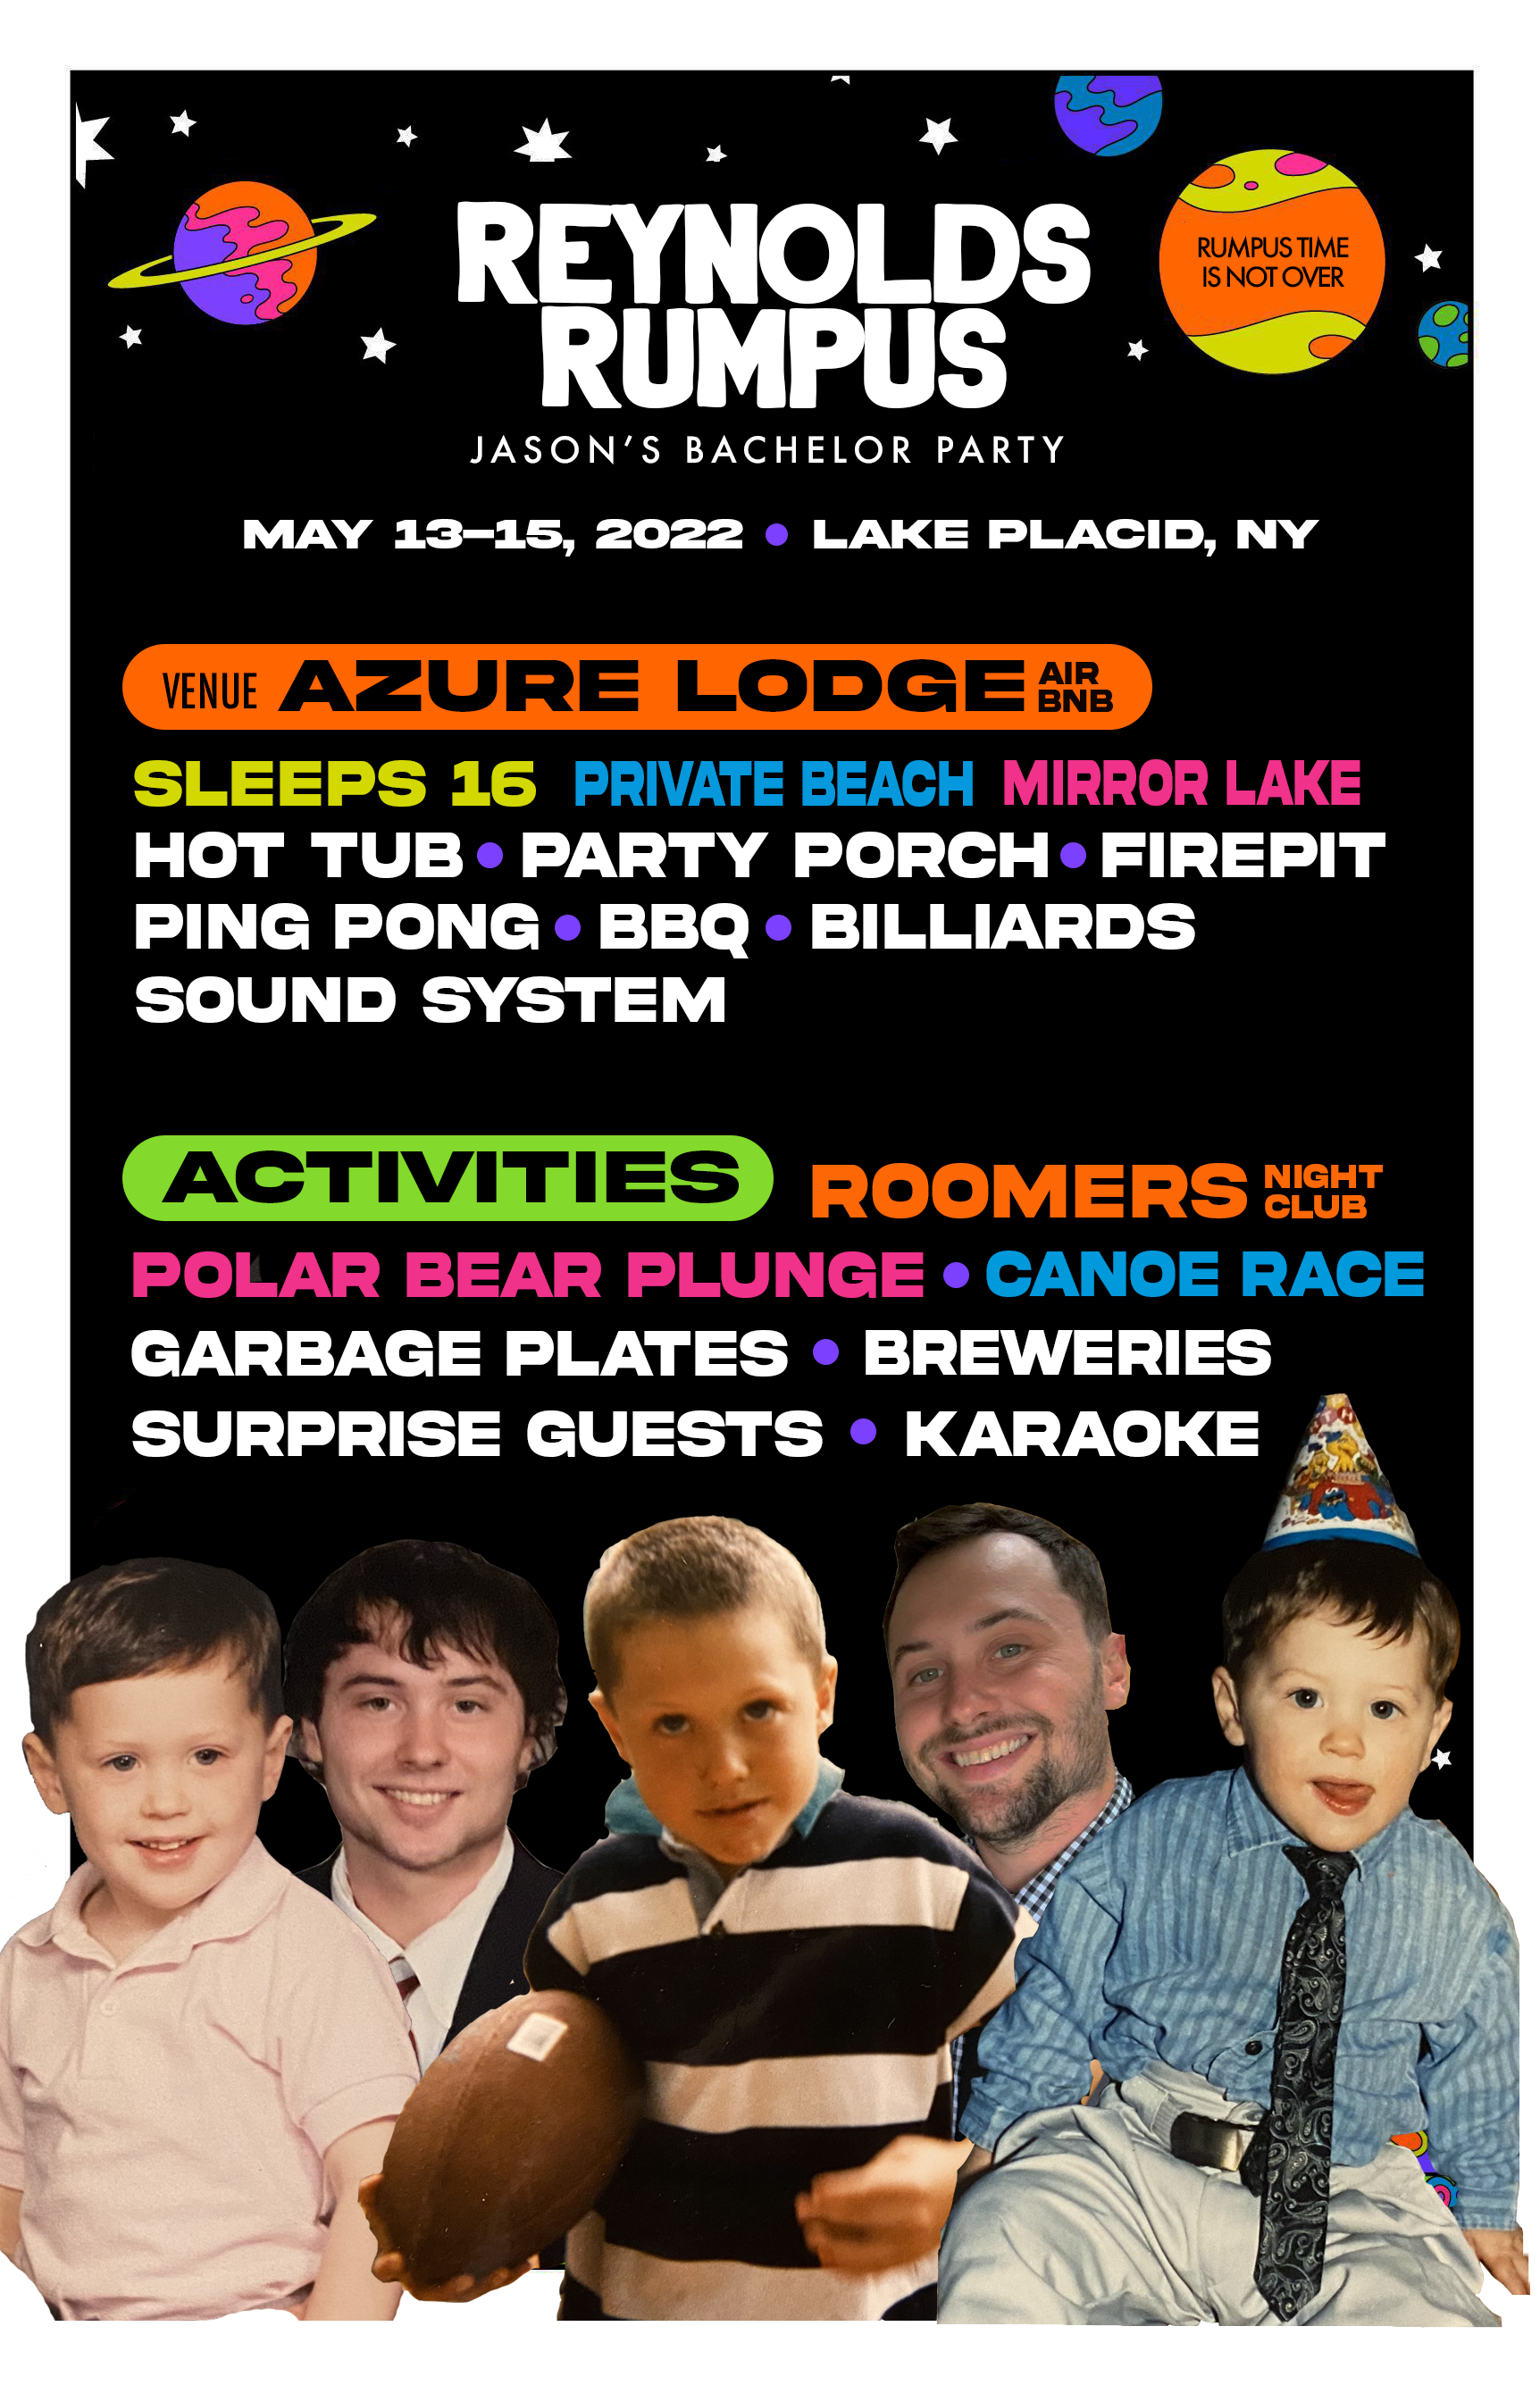 REYNOLDS
RUMPUS
RUMPUS TIME
IS NOT OVER
JASON'S BACHELOR PARTY
MAY 13–15, 2022 • LAKE PLACID, NY
VENUE AZURE LODGE AIR BNB
SLEEPS 16 PRIVATE BEACH MIRROR LAKE
HOT TUB • PARTY PORCH • FIREPIT
PING PONG • BBQ • BILLIARDS
SOUND SYSTEM
ACTIVITIES ROOMERS NIGHT CLUB
POLAR BEAR PLUNGE • CANOE RACE
GARBAGE PLATES • BREWERIES
SURPRISE GUESTS • KARAOKE